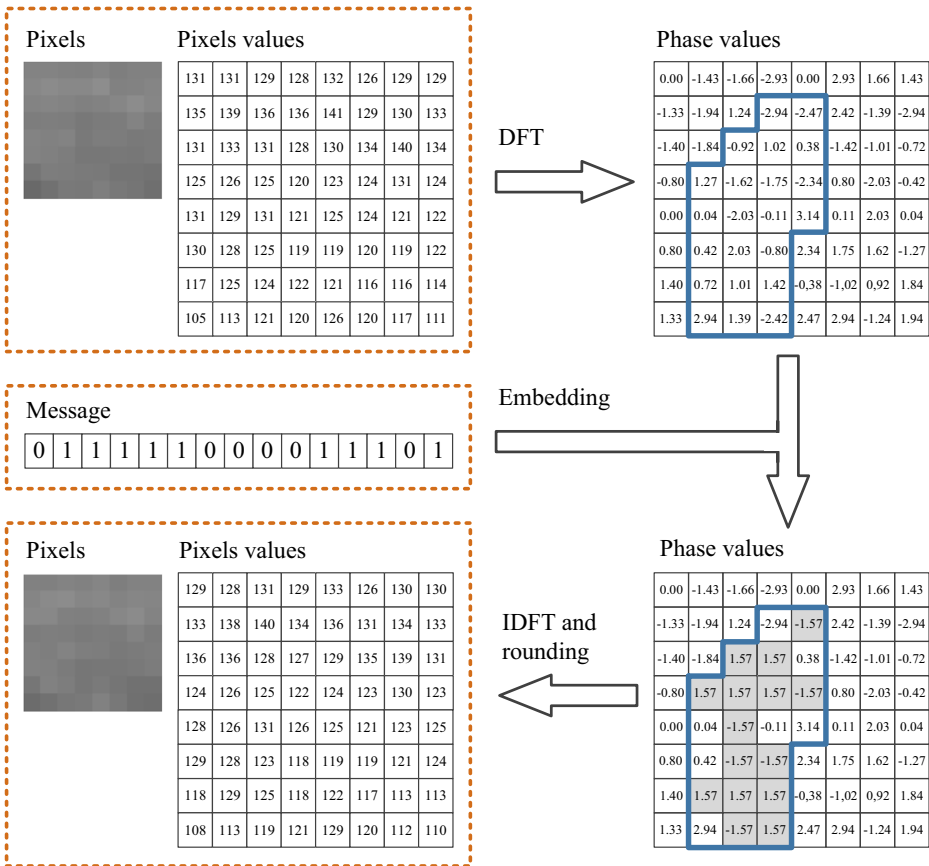 Pixels Pixels values
131 131 129 128 132 126 129 129
135 139 136 136 141 129 130 133
131 133 131 128 130 134 140 134
125 126 125 120 123 124 131 124
131 129 131 121 125 124 121 122
130 128 125 119 119 120 119 122
117 125 124 122 121 116 116 114
105 113 121 120 126 120 117 111
DFT
Phase values
0.00 -1.43 -1.66 -2.93 0.00 2.93 1.66 1.43
-1.33 -1.94 1.24 -2.94 -2.47 2.42 -1.39 -2.94
-1.40 -1.84 -0.92 1.02 0.38 -1.42 -1.01 -0.72
-0.80 1.27 -1.62 -1.75 -2.34 0.80 -2.03 -0.42
0.00 0.04 -2.03 -0.11 3.14 0.11 2.03 0.04
0.80 0.42 2.03 -0.80 2.34 1.75 1.62 -1.27
1.40 0.72 1.01 1.42 -0,38 -1,02 0,92 1.84
1.33 2.94 1.39 -2.42 2.47 2.94 -1.24 1.94
Message
0 1 1 1 1 1 0 0 0 0 1 1 1 0 1
Embedding
Pixels Pixels values
129 128 131 129 133 126 130 130
133 138 140 134 136 131 134 133
136 136 128 127 129 135 139 131
124 126 125 122 124 123 130 123
128 126 131 126 125 121 123 125
129 128 123 118 119 119 121 124
118 129 125 118 122 117 113 113
108 113 119 121 129 120 112 110
IDFT and
rounding
Phase values
0.00 -1.43 -1.66 -2.93 0.00 2.93 1.66 1.43
-1.33 -1.94 1.24 -2.94 -1.57 2.42 -1.39 -2.94
-1.40 -1.84 1.57 1.57 0.38 -1.42 -1.01 -0.72
-0.80 1.57 1.57 1.57 -1.57 0.80 -2.03 -0.42
0.00 0.04 -1.57 -0.11 3.14 0.11 2.03 0.04
0.80 0.42 -1.57 -1.57 2.34 1.75 1.62 -1.27
1.40 1.57 1.57 1.57 -0,38 -1,02 0,92 1.84
1.33 2.94 -1.57 1.57 2.47 2.94 -1.24 1.94